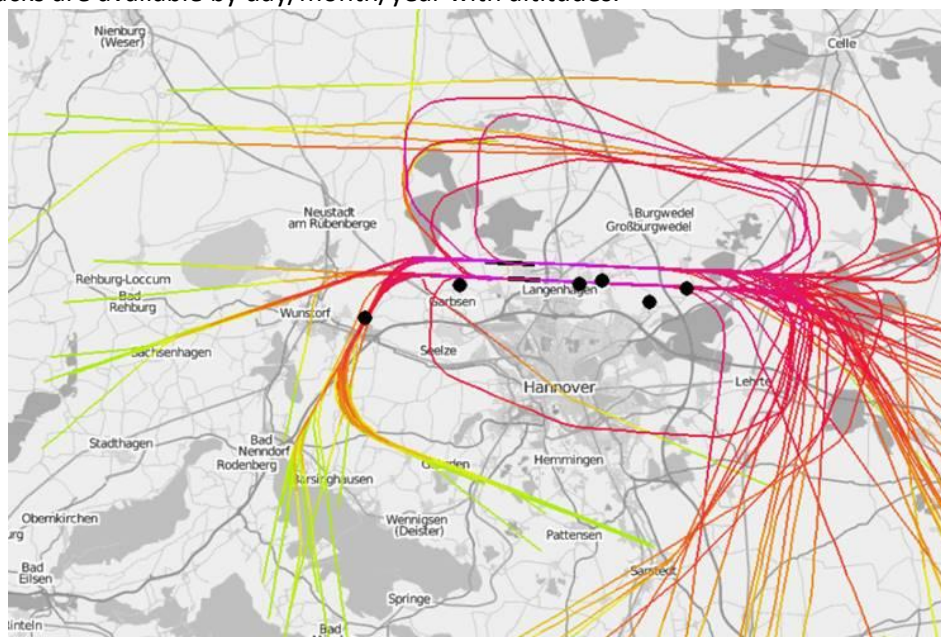 are available by day/month/year with altitudes.
Nienburg
(Weser)
Celle
Neustadt
am Rübenberge
Burgwedel
Großburgwedel
Rehburg-Loccum
Bad
Rehburg
Langenhagen
Garbsen
Wunstorf
Sachsenhagen
Seelze
Hannover
Lehrte
Stadthagen
Bad
Nenndorf
Rodenberg
Hemmingen
Barsinghausen
Obernkirchen
Wennigsen
(Deister)
Pattensen
Sarstedt
Bad
Eilsen
Springe
Bad